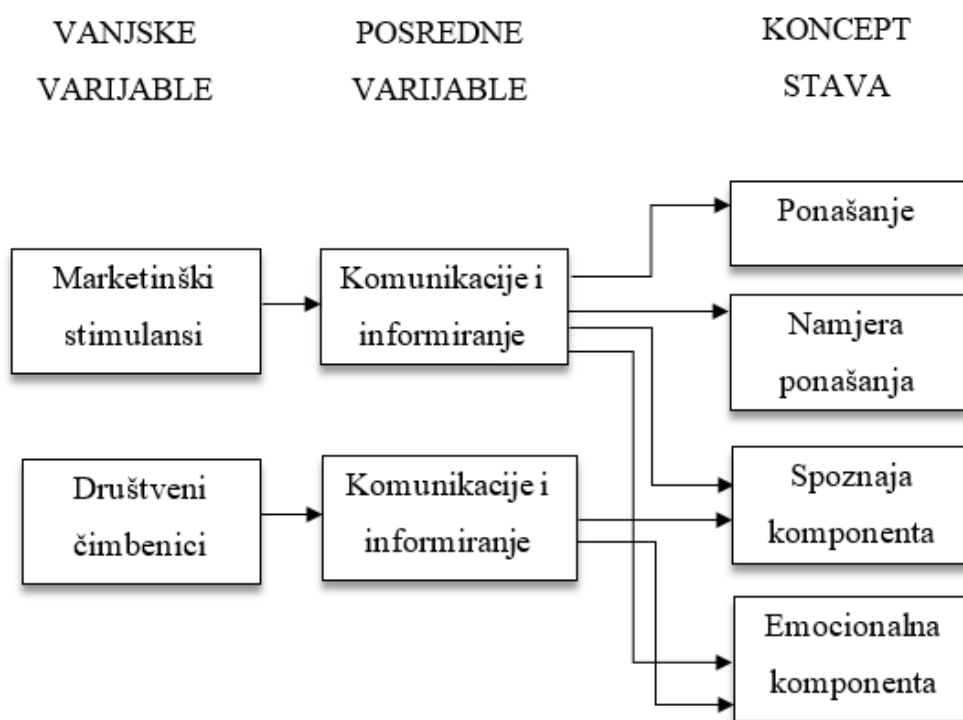 VANJSKE
VARIJABLE
POSREDNE
VARIJABLE
KONCEPT
STAVA
Marketinški
stimulansi
Komunikacije i
informiranje
Ponašanje
Namjera
ponašanja
Društveni
čimbenici
Komunikacije i
informiranje
Spoznaja
komponenta
Emocionalna
komponenta